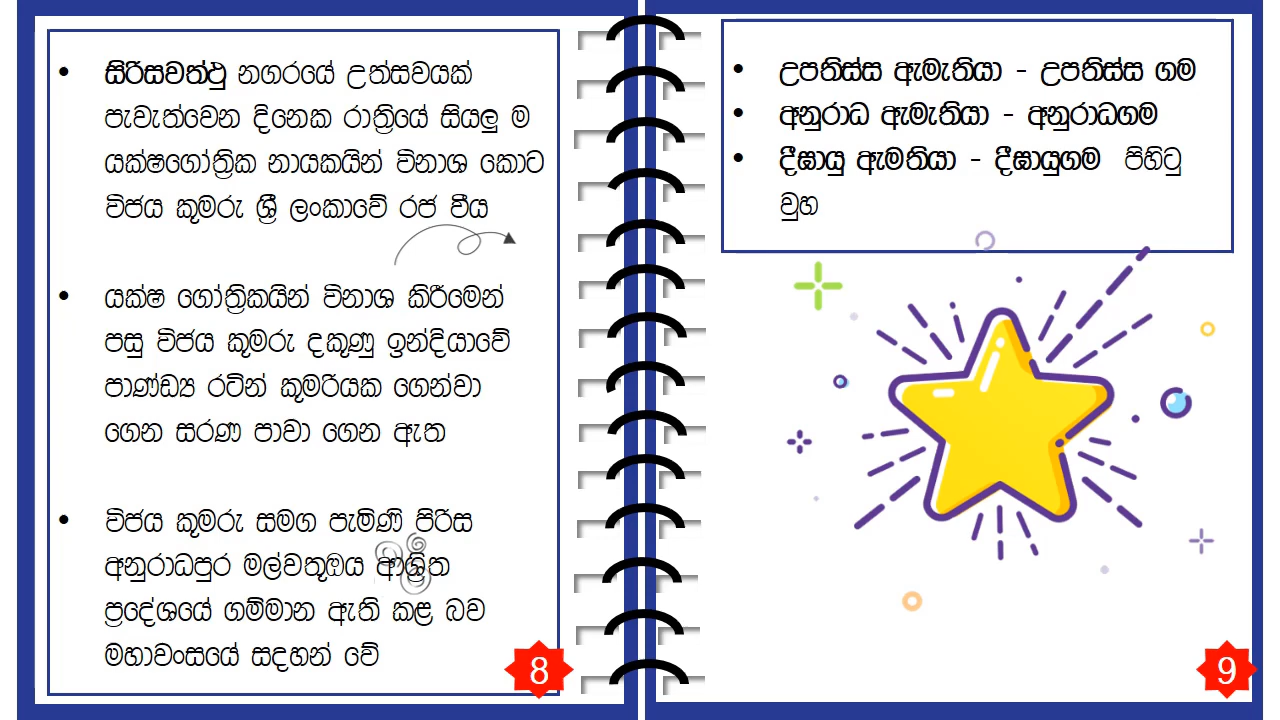 • සිරිසවත්ථු නගරයේ උත්සවයක්
පැවැත්වෙන දිනෙක රාත්‍රියේ සියලු ම
යක්ෂගෝත්‍රික නායකයින් විනාශ කොට
විජය කුමරු ශ්‍රී ලංකාවේ රජ වීය
• යක්ෂ ගෝත්‍රිකයින් විනාශ කිරීමෙන්
පසු විජය කුමරු දකුණු ඉන්දියාවේ
පාණ්ඩ්‍ය රටින් කුමරියක ගෙන්වා
ගෙන සරණ පාවා ගෙන ඇත
• විජය කුමරු සමග පැමිණි පිරිස
අනුරාධපුර මල්වතුඔය ආශ්‍රිත
ප්‍රදේශයේ ගම්මාන ඇති කළ බව
මහාවංසයේ සඳහන් වේ
8
• උපතිස්ස ඇමැතියා - උපතිස්ස ගම
• අනුරාධ ඇමැතියා - අනුරාධගම
• දීඝායු ඇමතියා - දීඝායුගම පිහිටු
වුහ
9